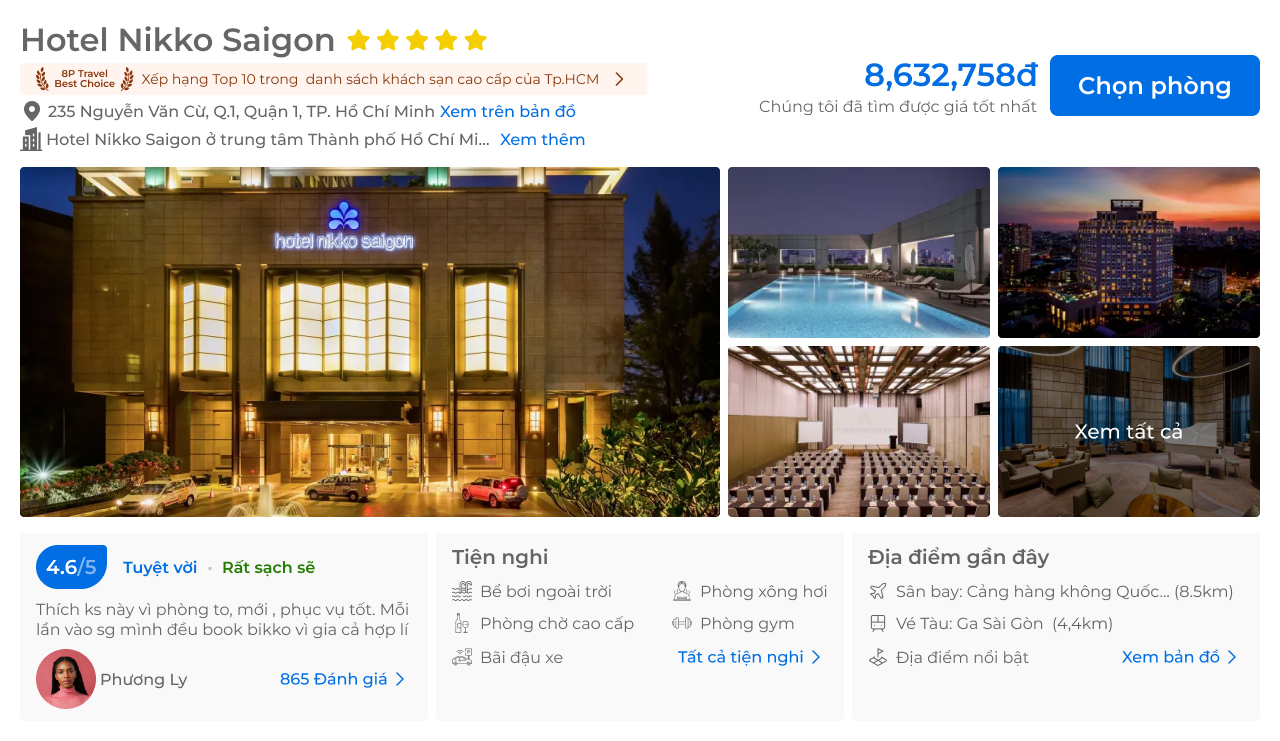 Hotel Nikko Saigon
8P Travel
Best Choice
Xếp hạng Top 10 trong danh sách khách sạn cao cấp của Tp.HCM
235 Nguyễn Văn Cừ, Q.1, Quận 1, TP. Hồ Chí Minh Xem trên bản đồ
Hotel Nikko Saigon ở trung tâm Thành phố Hồ Chí Mi... Xem thêm
8,632,758đ
Chúng tôi đã tìm được giá tốt nhất
Chọn phòng
hotel nikko saigon
Xem tất cả
4.6/5
Tuyệt vời • Rất sạch sẽ
Thích ks này vì phòng to, mới , phục vụ tốt. Mỗi
lần vào sg mình đều book bikko vì gia cả hợp lí
Phương Ly
865 Đánh giá
Tiện nghi
Bể bơi ngoài trời
Phòng xông hơi
Phòng chờ cao cấp
Phòng gym
Bãi đậu xe
Tất cả tiện nghi
Địa điểm gần đây
Sân bay: Cảng hàng không Quốc... (8.5km)
Vé Tàu: Ga Sài Gòn (4,4km)
Địa điểm nổi bật
Xem bản đồ